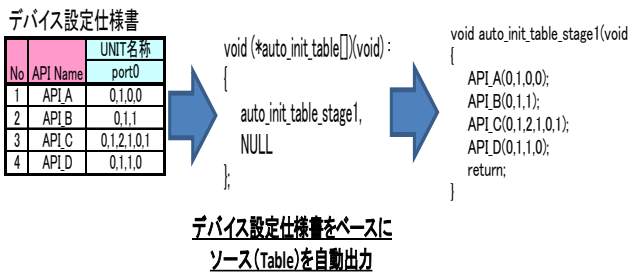 デバイス設定仕様書
No API Name UNIT名称
port0
1 API_A 0,1,0,0
2 API_B 0,1,1
3 API_C 0,1,2,1,0,1
4 API_D 0,1,1,0
void (*auto_init_table[])(void) :
{
auto_init_table_stage1,
NULL
};
void auto_init_table_stage1(void
{
API_A(0,1,0,0);
API_B(0,1,1);
API_C(0,1,2,1,0,1);
API_D(0,1,1,0);
return;
}
デバイス設定仕様書をベースに
ソース(Table)を自動出力